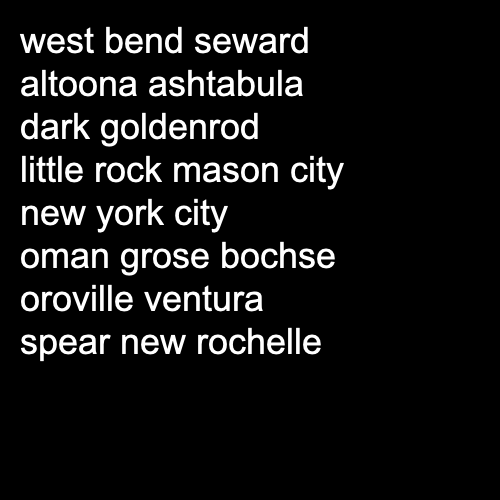 west bend seward
altoona ashtabula
dark goldenrod
little rock mason city
new york city
oman grose bochse
oroville ventura
spear new rochelle